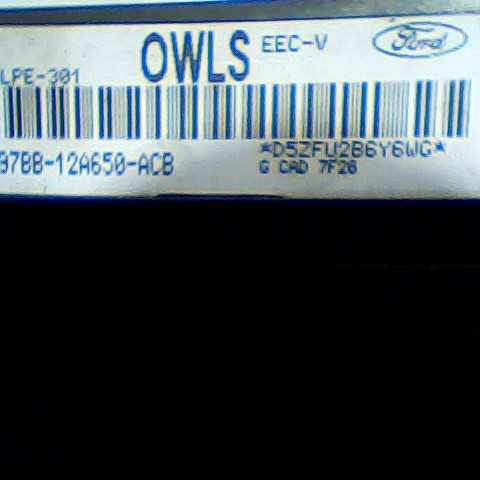 OWLS EEC-V Ford
LPE-301
97BB-12A650-ACB *D5ZFU2B6Y6WG*
G CAD 7F26